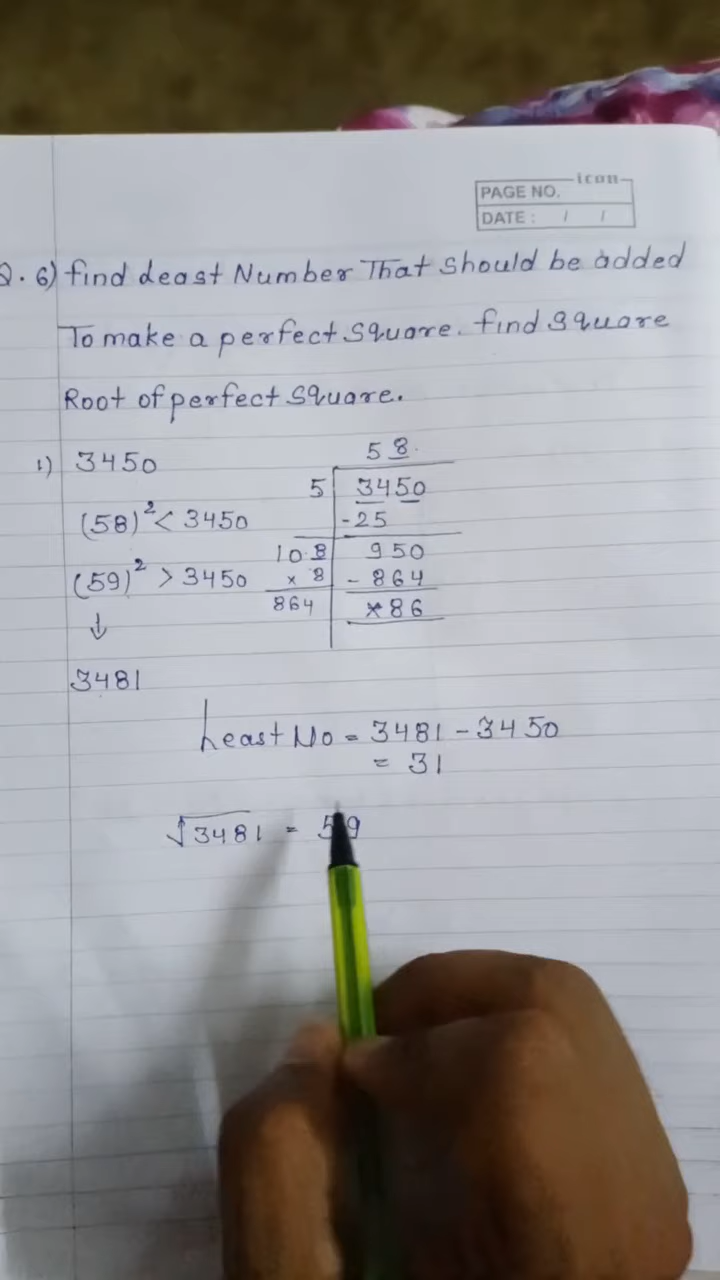 icon
PAGE NO.
DATE : / /
Q.6) find Least Number That should be added
To make a perfect square. find square
Root of perfect square.
1) 3450
(58)² < 3450
(59)² > 3450
↓
3481
58.
5 3450
-25
108 950
× 8 - 864
864 ×86
Least No = 3481 - 3450
= 31
√3481 = 59